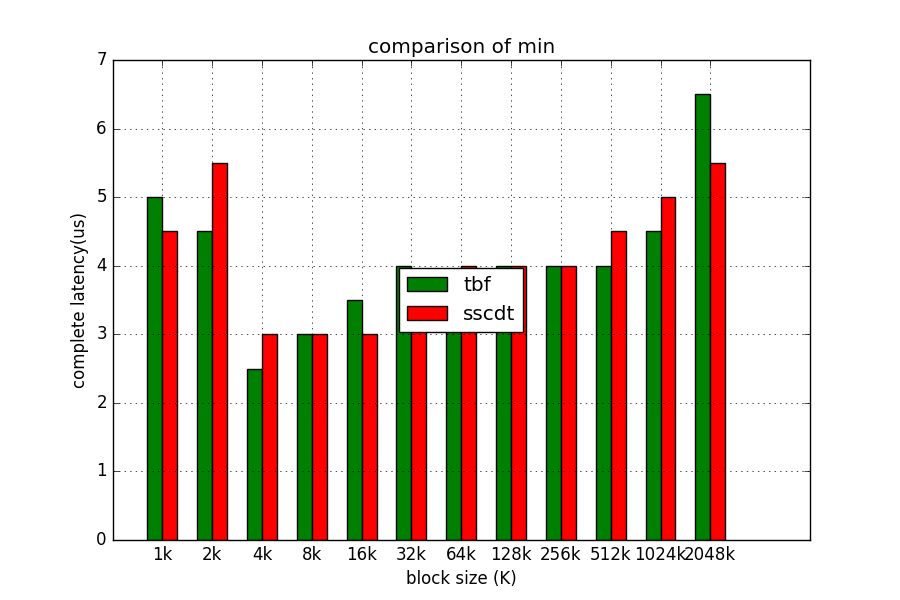 comparison of min
7
6
5
4
3
2
1
0
complete latency(us)
tbf
sscdt
1k 2k 4k 8k 16k 32k 64k 128k 256k 512k 1024k 2048k
block size (K)